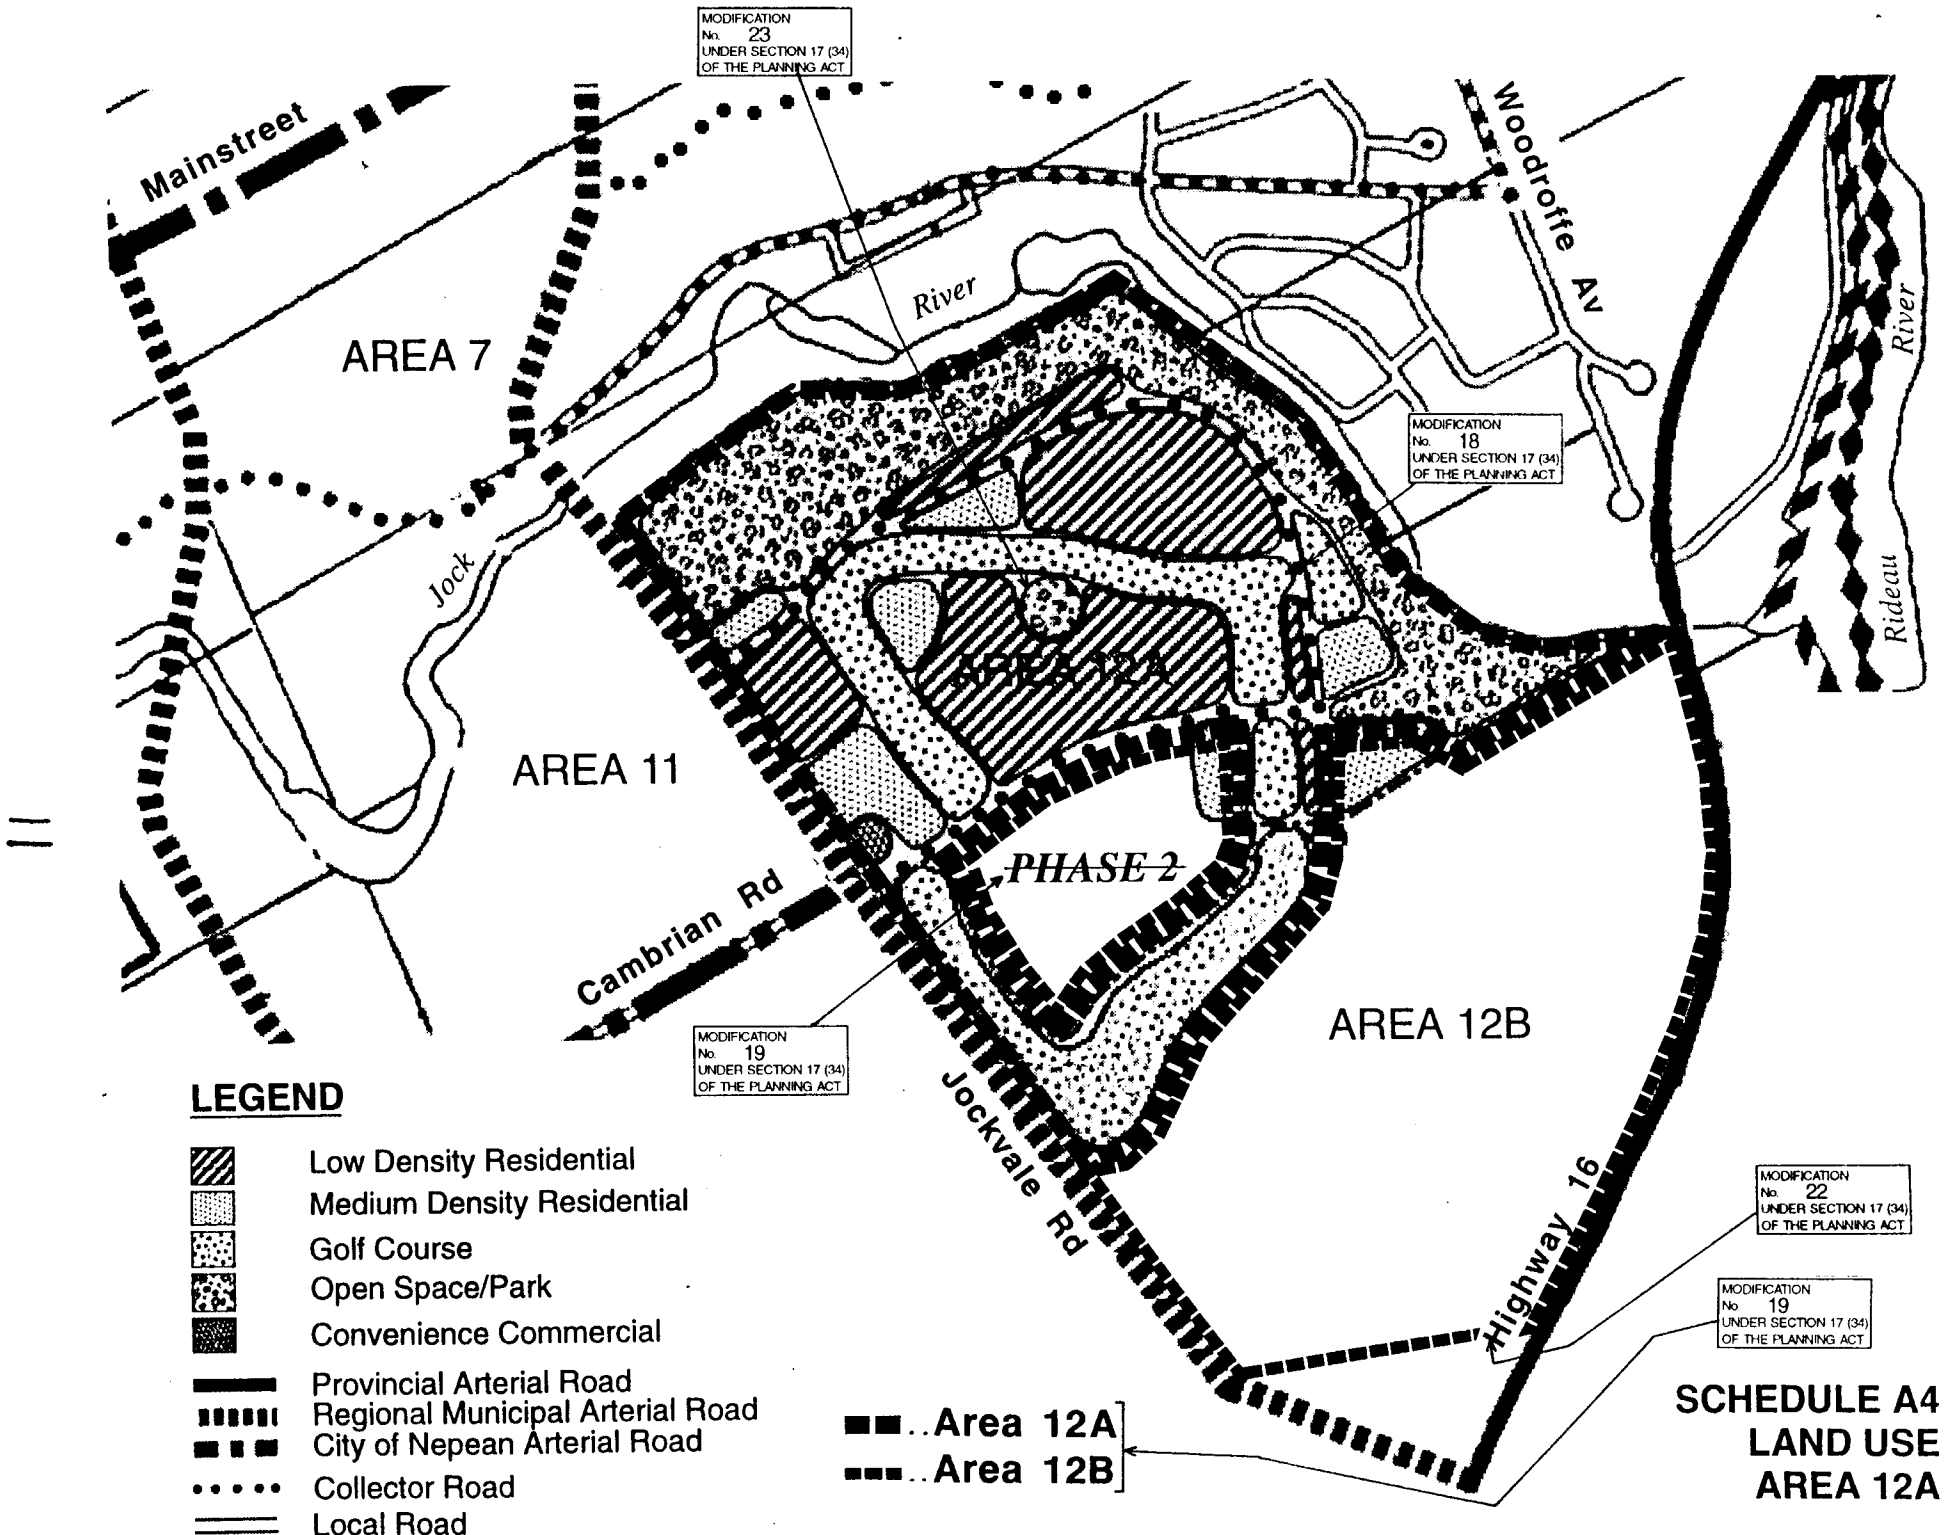 MODIFICATION
No. 23
UNDER SECTION 17 (34)
OF THE PLANNING ACT
Mainstreet
Woodroffe Av
River
River
AREA 7
MODIFICATION
No. 18
UNDER SECTION 17 (34)
OF THE PLANNING ACT
Jock
Rideau
AREA 12A
AREA 11
PHASE 2
Cambrian Rd
AREA 12B
MODIFICATION
No. 19
UNDER SECTION 17 (34)
OF THE PLANNING ACT
Jockvale Rd
Highway 16
MODIFICATION
No. 22
UNDER SECTION 17 (34)
OF THE PLANNING ACT
MODIFICATION
No 19
UNDER SECTION 17 (34)
OF THE PLANNING ACT
LEGEND
Low Density Residential
Medium Density Residential
Golf Course
Open Space/Park
Convenience Commercial
Provincial Arterial Road
Regional Municipal Arterial Road
City of Nepean Arterial Road
Collector Road
Local Road
.. Area 12A
.. Area 12B
SCHEDULE A4
LAND USE
AREA 12A